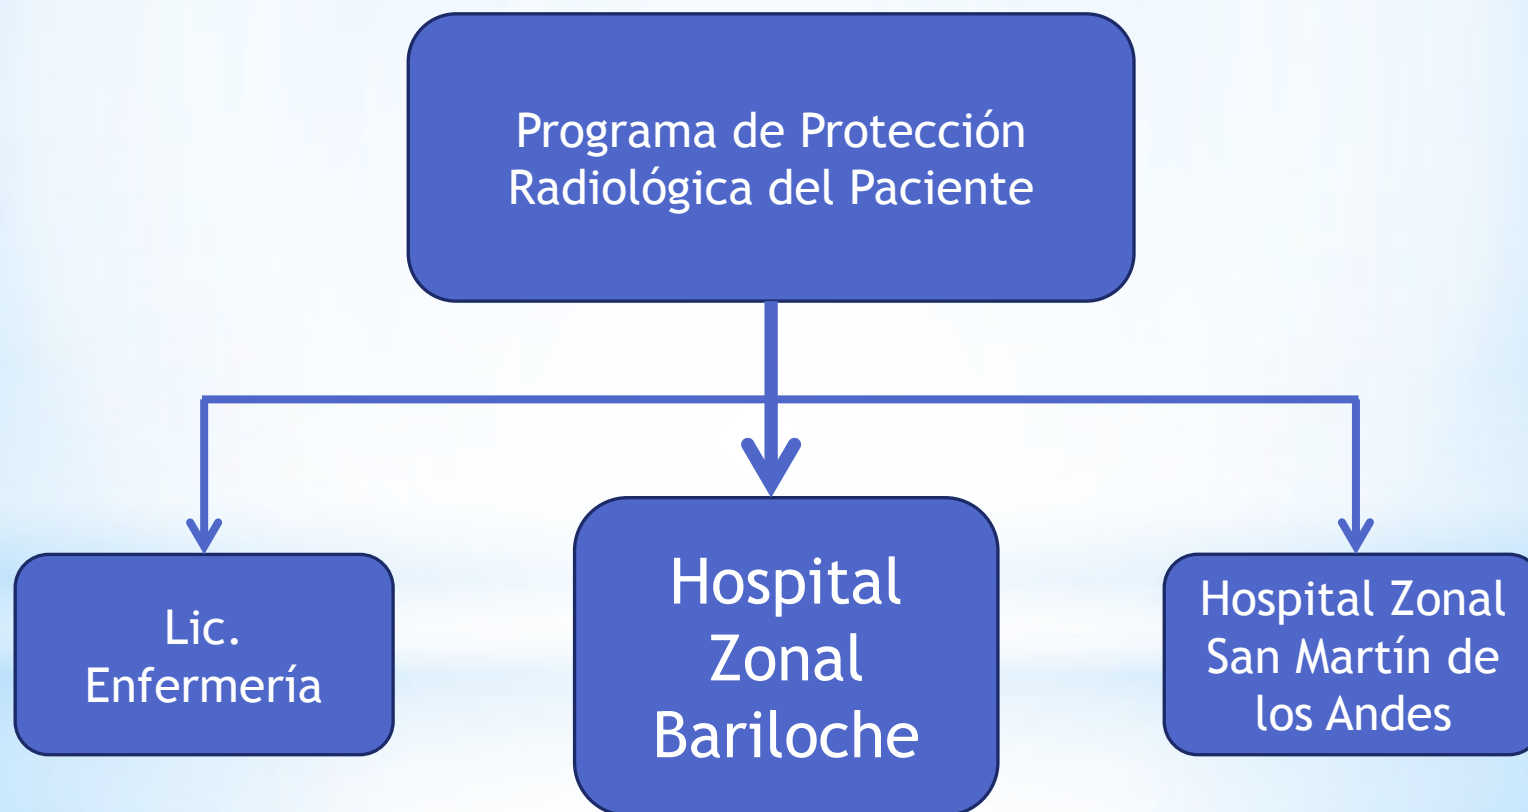 Programa de Protección
Radiológica del Paciente
Lic.
Enfermería
Hospital
Zonal
Bariloche
Hospital Zonal
San Martín de
los Andes